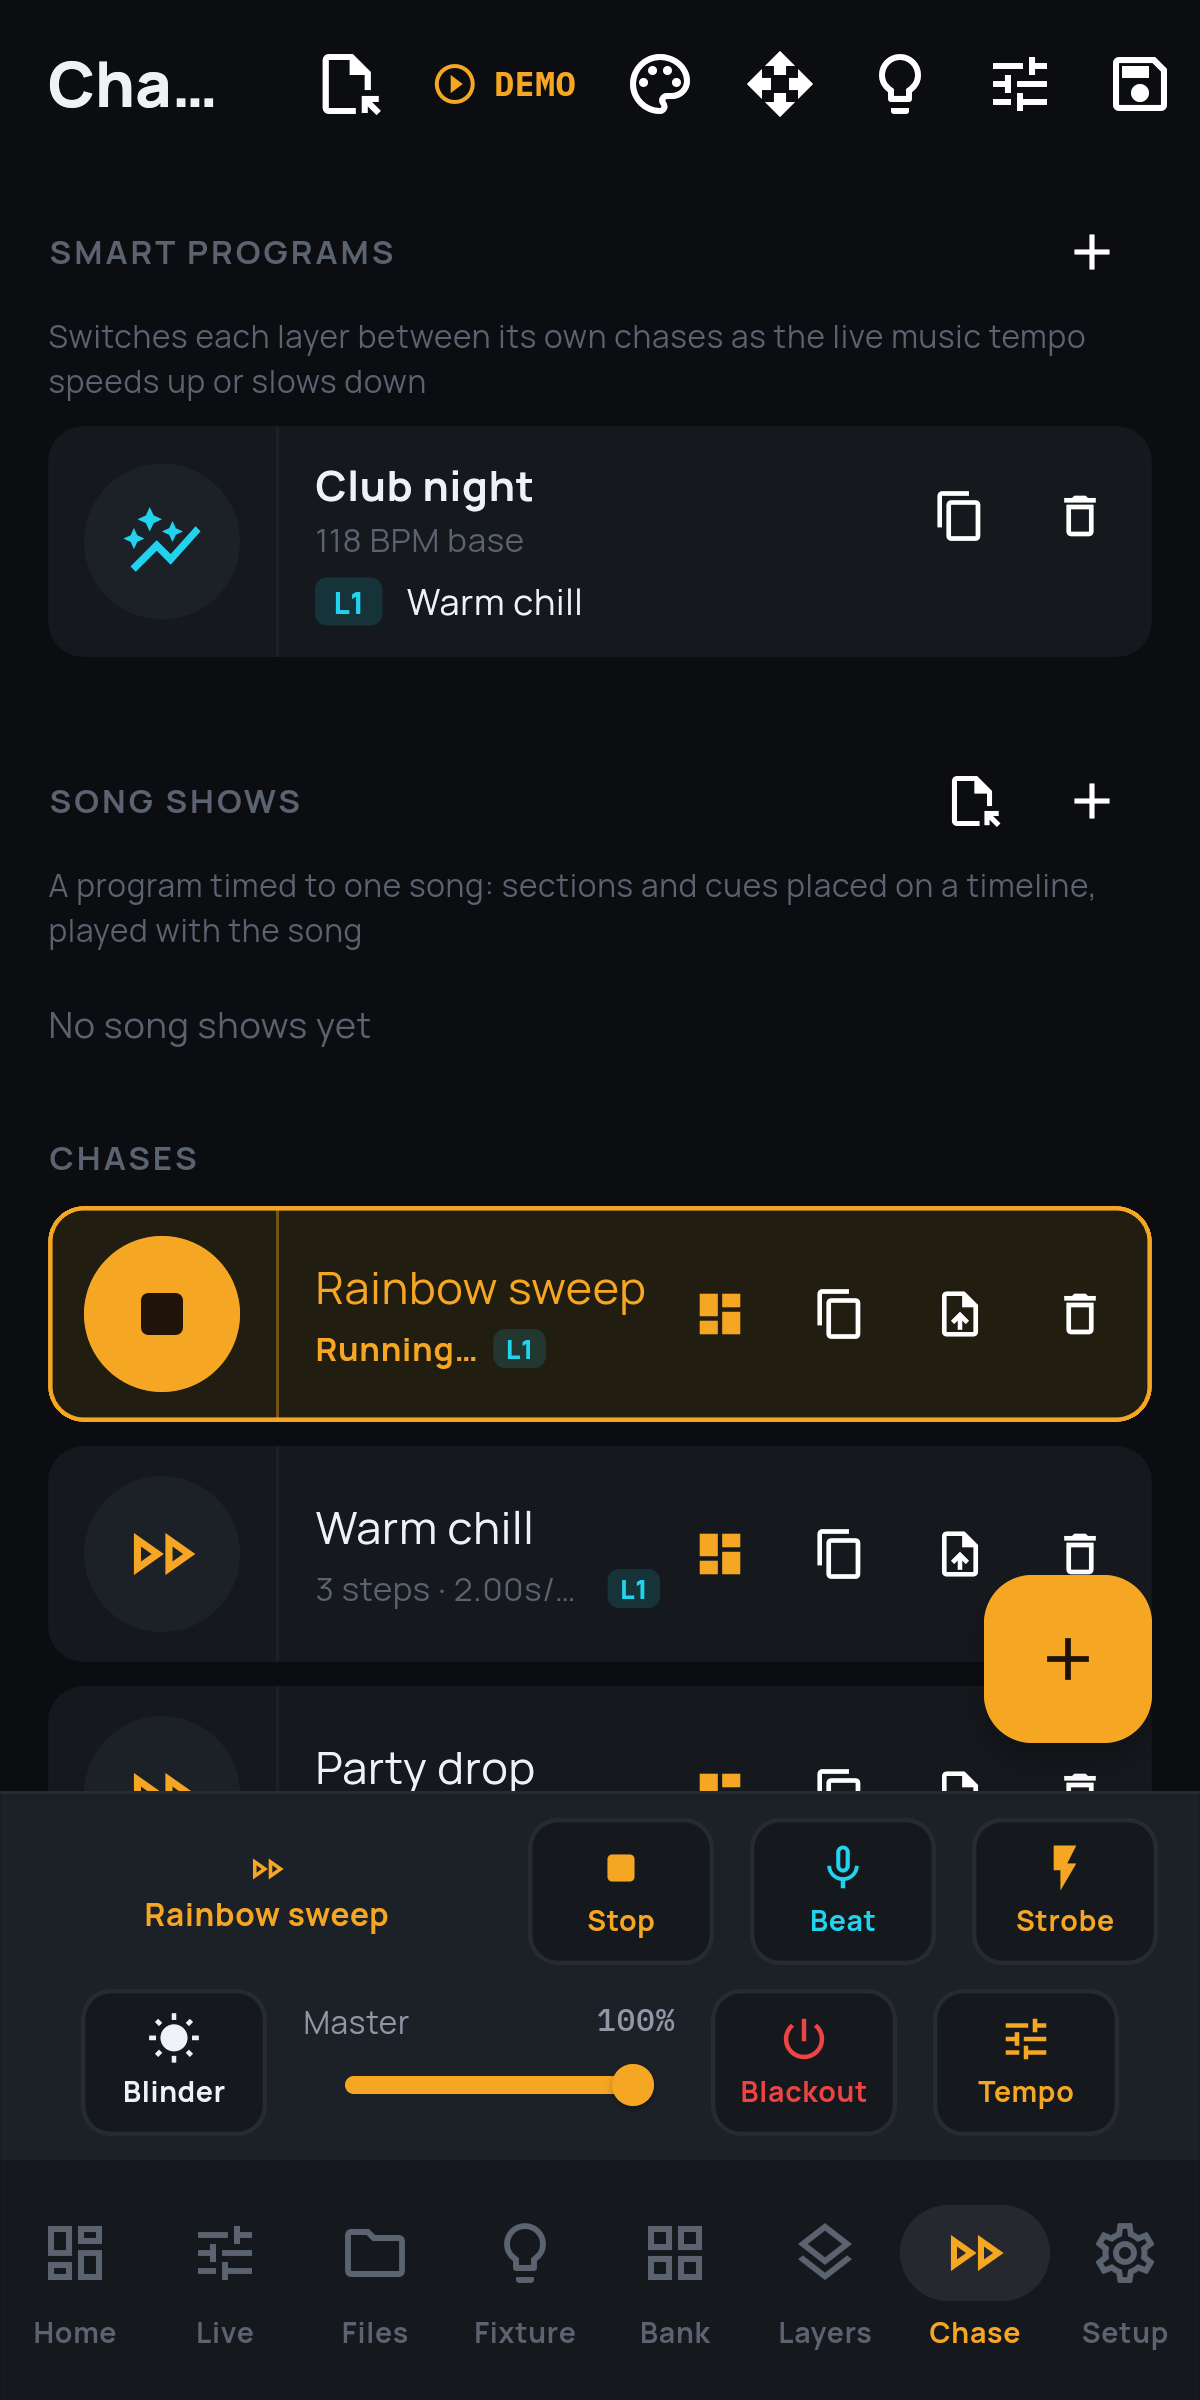 Cha...
DEMO
SMART PROGRAMS
Switches each layer between its own chases as the live music tempo
speeds up or slows down
Club night
118 BPM base
L1 Warm chill
SONG SHOWS
A program timed to one song: sections and cues placed on a timeline,
played with the song
No song shows yet
CHASES
Rainbow sweep
Running... L1
Warm chill
3 steps · 2.00s/... L1
Party drop
Rainbow sweep
Stop
Beat
Strobe
Blinder
Master 100%
Blackout
Tempo
Home
Live
Files
Fixture
Bank
Layers
Chase
Setup